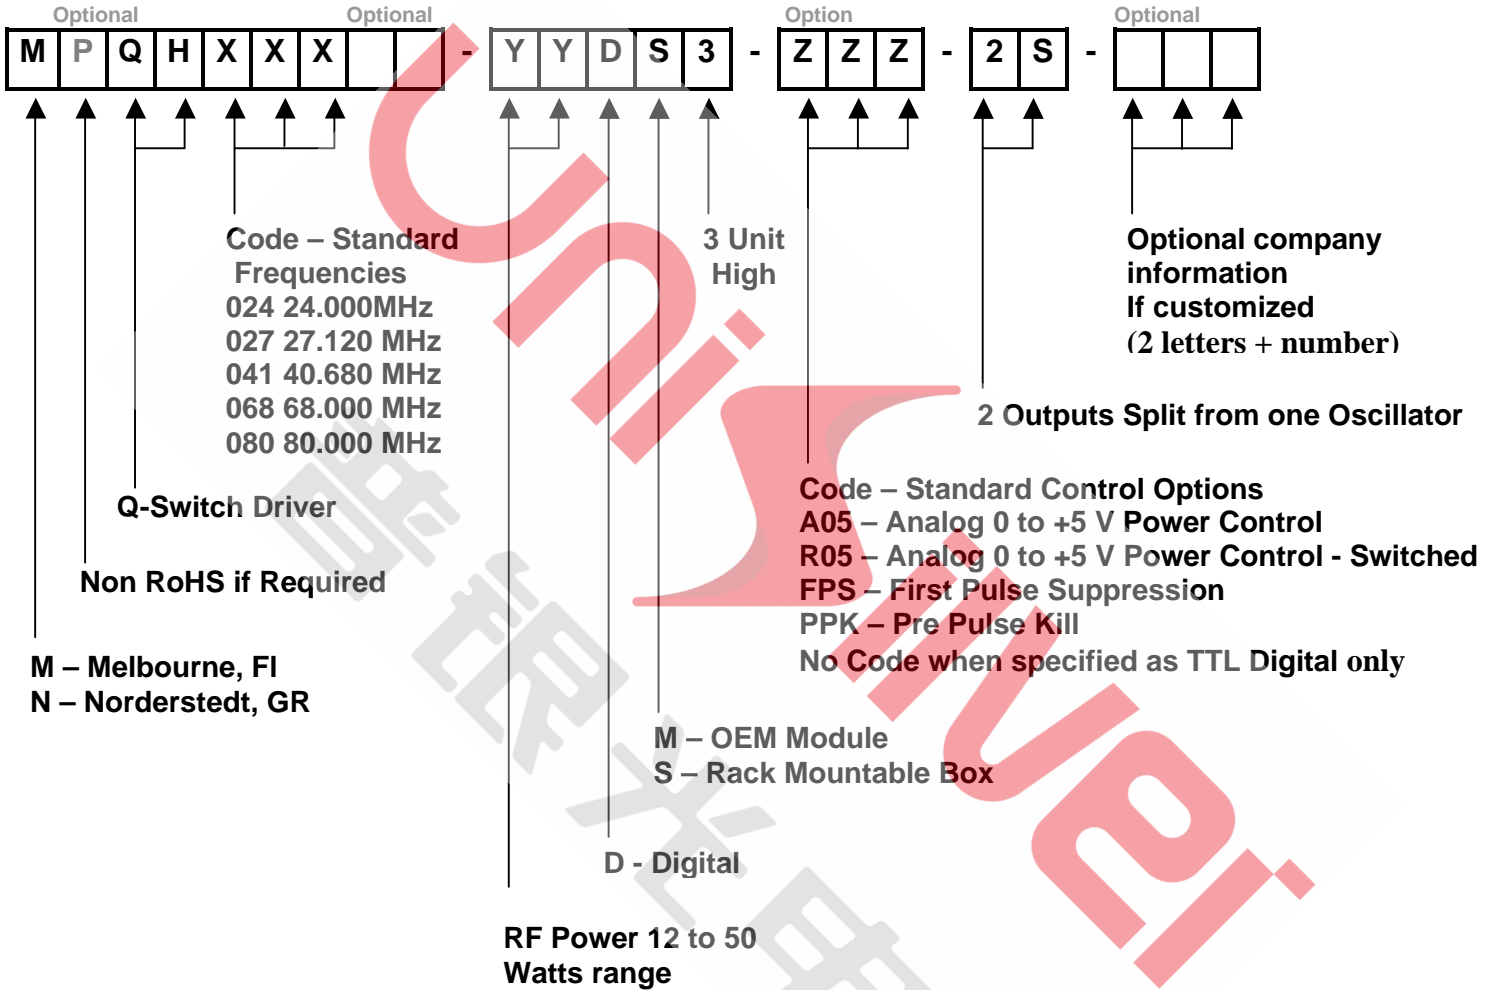 Optional Optional Option Optional
M P Q H X X X - Y Y D S 3 - Z Z Z - 2 S -
Code – Standard
Frequencies
024 24.000MHz
027 27.120 MHz
041 40.680 MHz
068 68.000 MHz
080 80.000 MHz
3 Unit
High
Optional company
information
If customized
(2 letters + number)
2 Outputs Split from one Oscillator
Q-Switch Driver
Code – Standard Control Options
A05 – Analog 0 to +5 V Power Control
R05 – Analog 0 to +5 V Power Control - Switched
FPS – First Pulse Suppression
PPK – Pre Pulse Kill
No Code when specified as TTL Digital only
Non RoHS if Required
M – Melbourne, Fl
N – Norderstedt, GR
M – OEM Module
S – Rack Mountable Box
D - Digital
RF Power 12 to 50
Watts range
UniSilver
普银光电